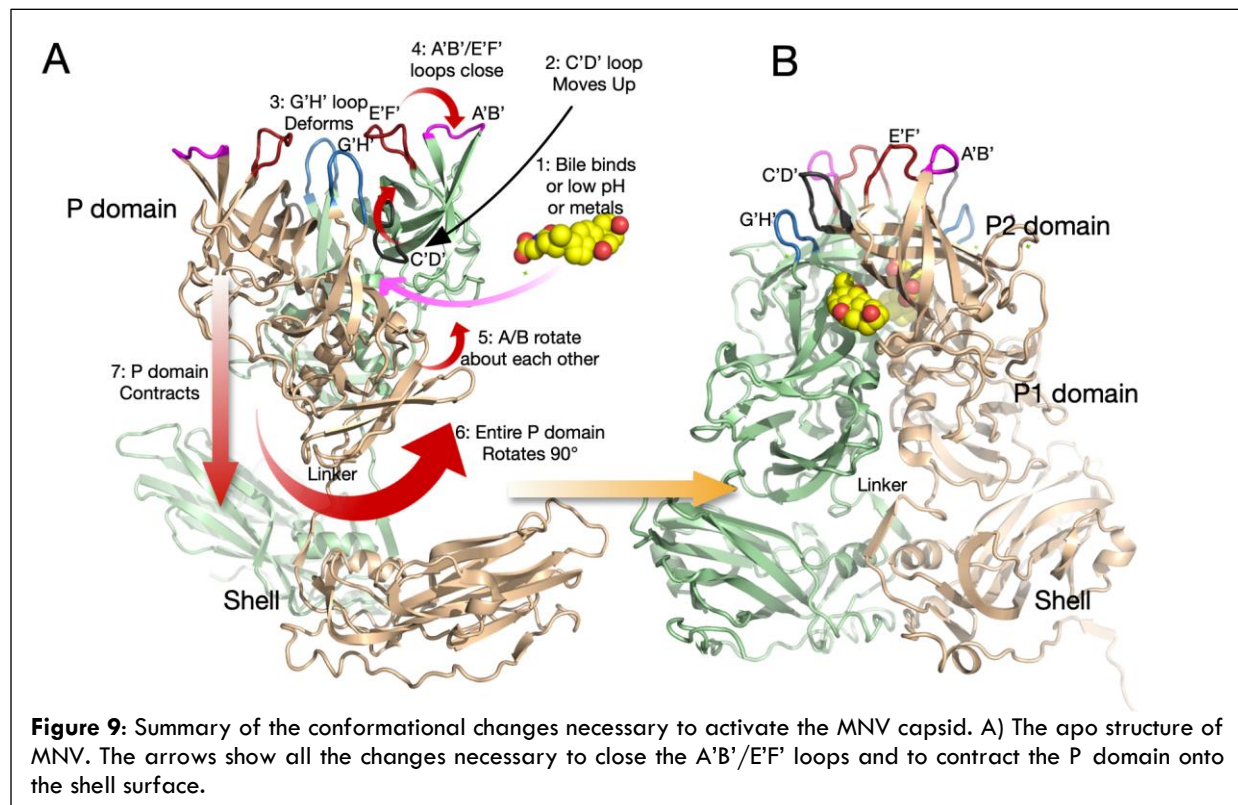 A
4: A'B'/E'F'
loops close
2: C'D' loop
Moves Up
B
3: G'H' loop
Deforms
E'F'
A'B'
G'H'
1: Bile binds
or low pH
or metals
P domain
C'D'
E'F'
A'B'
C'D'
G'H'
P2 domain
5: A/B rotate
about each other
7: P domain
Contracts
P1 domain
6: Entire P domain
Rotates 90°
Linker
Linker
Shell
Shell
Figure 9: Summary of the conformational changes necessary to activate the MNV capsid. A) The apo structure of
MNV. The arrows show all the changes necessary to close the A'B'/E'F' loops and to contract the P domain onto
the shell surface.